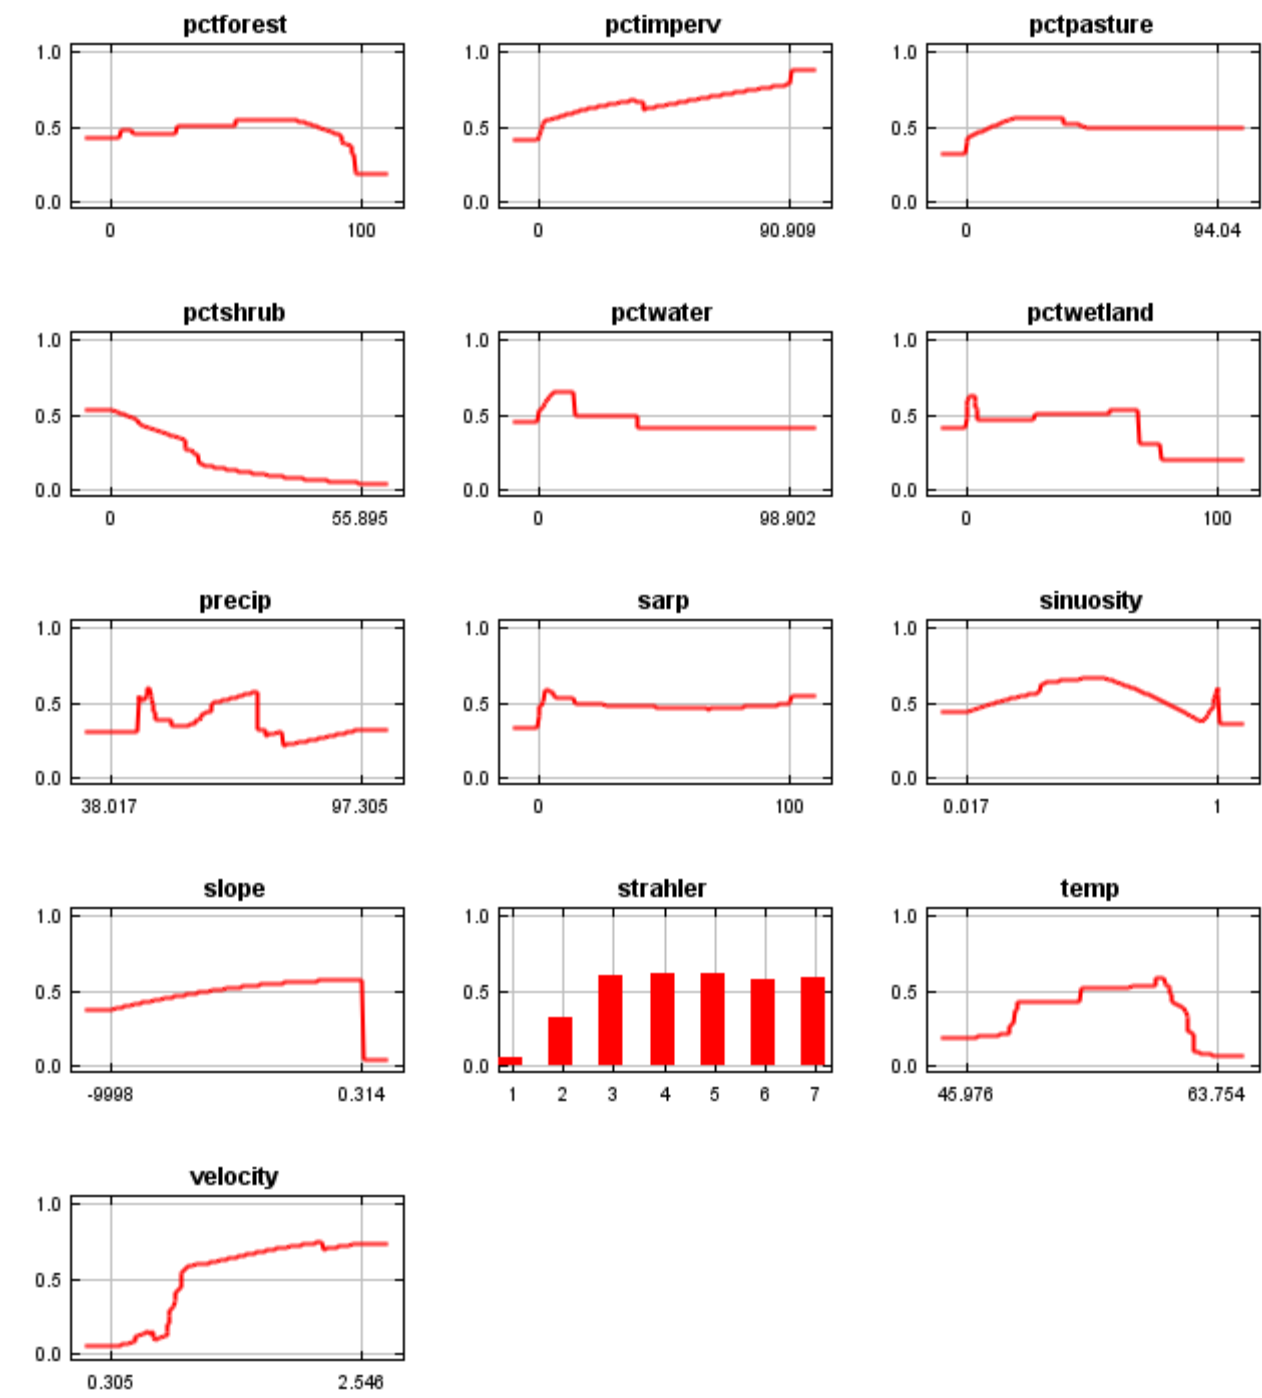 pctforest pctimperv pctpasture
1.0 1.0 1.0
0.5 0.5 0.5
0.0 0.0 0.0
0 100 0 90.909 0 94.04
pctshrub pctwater pctwetland
1.0 1.0 1.0
0.5 0.5 0.5
0.0 0.0 0.0
0 55.895 0 98.902 0 100
precip sarp sinuosity
1.0 1.0 1.0
0.5 0.5 0.5
0.0 0.0 0.0
38.017 97.305 0 100 0.017 1
slope strahler temp
1.0 1.0 1.0
0.5 0.5 0.5
0.0 0.0 0.0
-9998 0.314 1 2 3 4 5 6 7 45.976 63.754
velocity
1.0
0.5
0.0
0.305 2.546